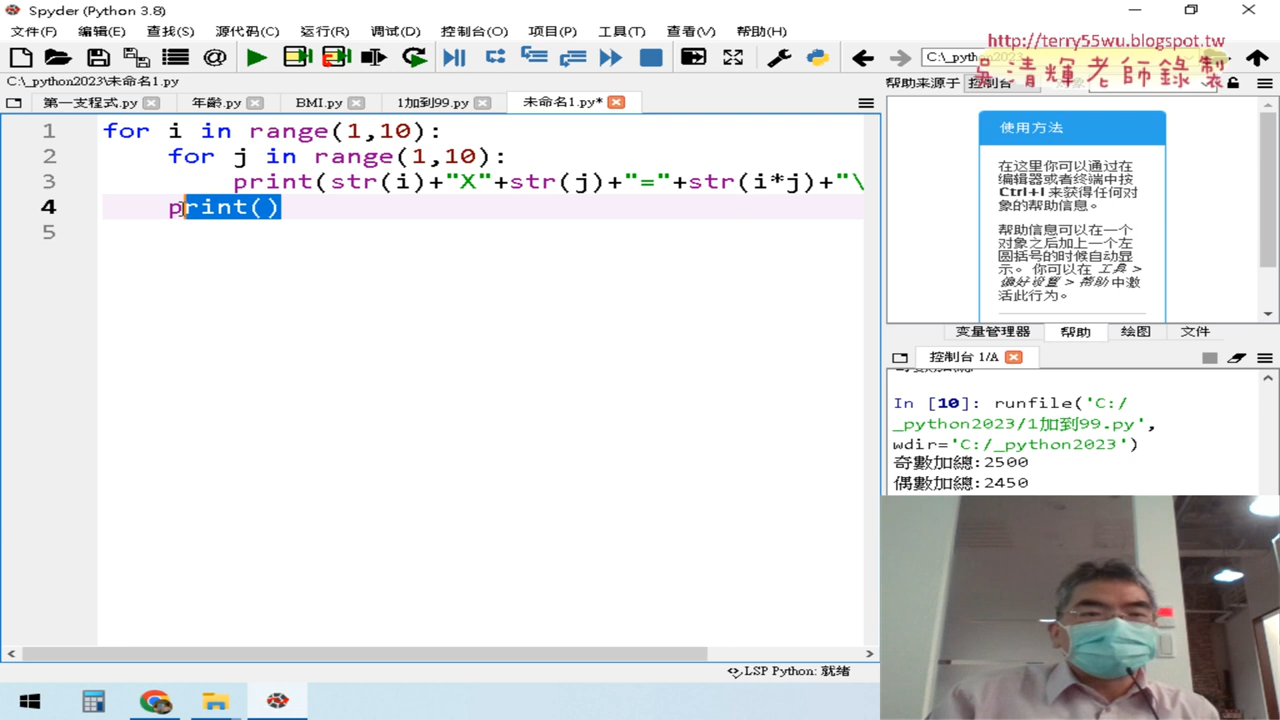 Spyder (Python 3.8)
文件(F) 编辑(E) 查找(S) 源代码(C) 运行(R) 调试(D) 控制台(O) 项目(P) 工具(T) 查看(V) 帮助(H)
http://terry55wu.blogspot.tw
吳清輝老師錄製
C:\_python2023\未命名1.py
帮助来源于 控制台
第一支程式.py 年齡.py BMI.py 1加到99.py 未命名1.py*
1 for i in range(1,10):
2 for j in range(1,10):
3 print(str(i)+"X"+str(j)+"="+str(i*j)+"\
4 print()
5
使用方法
在这里你可以通过在
编辑器或者终端中按
Ctrl+I 来获得任何对
象的帮助信息。
帮助信息可以在一个
对象之后加上一个左
圆括号的时候自动显
示。 你可以在 工具 >
偏好设置 > 帮助 中激
活此行为。
变量管理器 帮助 绘图 文件
控制台 1/A
In [10]: runfile('C:/
_python2023/1加到99.py',
wdir='C:/_python2023')
奇數加總:2500
偶數加總:2450
LSP Python: 就绪